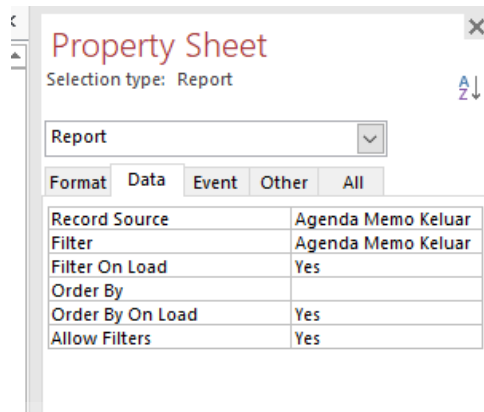 Property Sheet
Selection type: Report
Report
Format Data Event Other All
Record Source Agenda Memo Keluar
Filter Agenda Memo Keluar
Filter On Load Yes
Order By
Order By On Load Yes
Allow Filters Yes